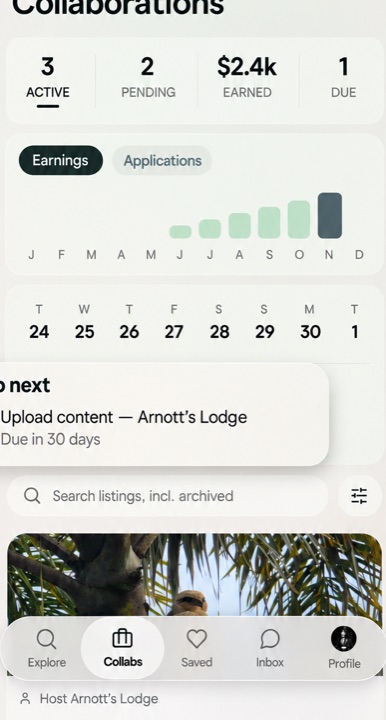 Collaborations
3 2 $2.4k 1
ACTIVE PENDING EARNED DUE
Earnings Applications
J F M A M J J A S O N D
T W T F S S M T
24 25 26 27 28 29 30 1
next
Upload content — Arnott’s Lodge
Due in 30 days
Search listings, incl. archived
Explore Collabs Saved Inbox Profile
Host Arnott’s Lodge